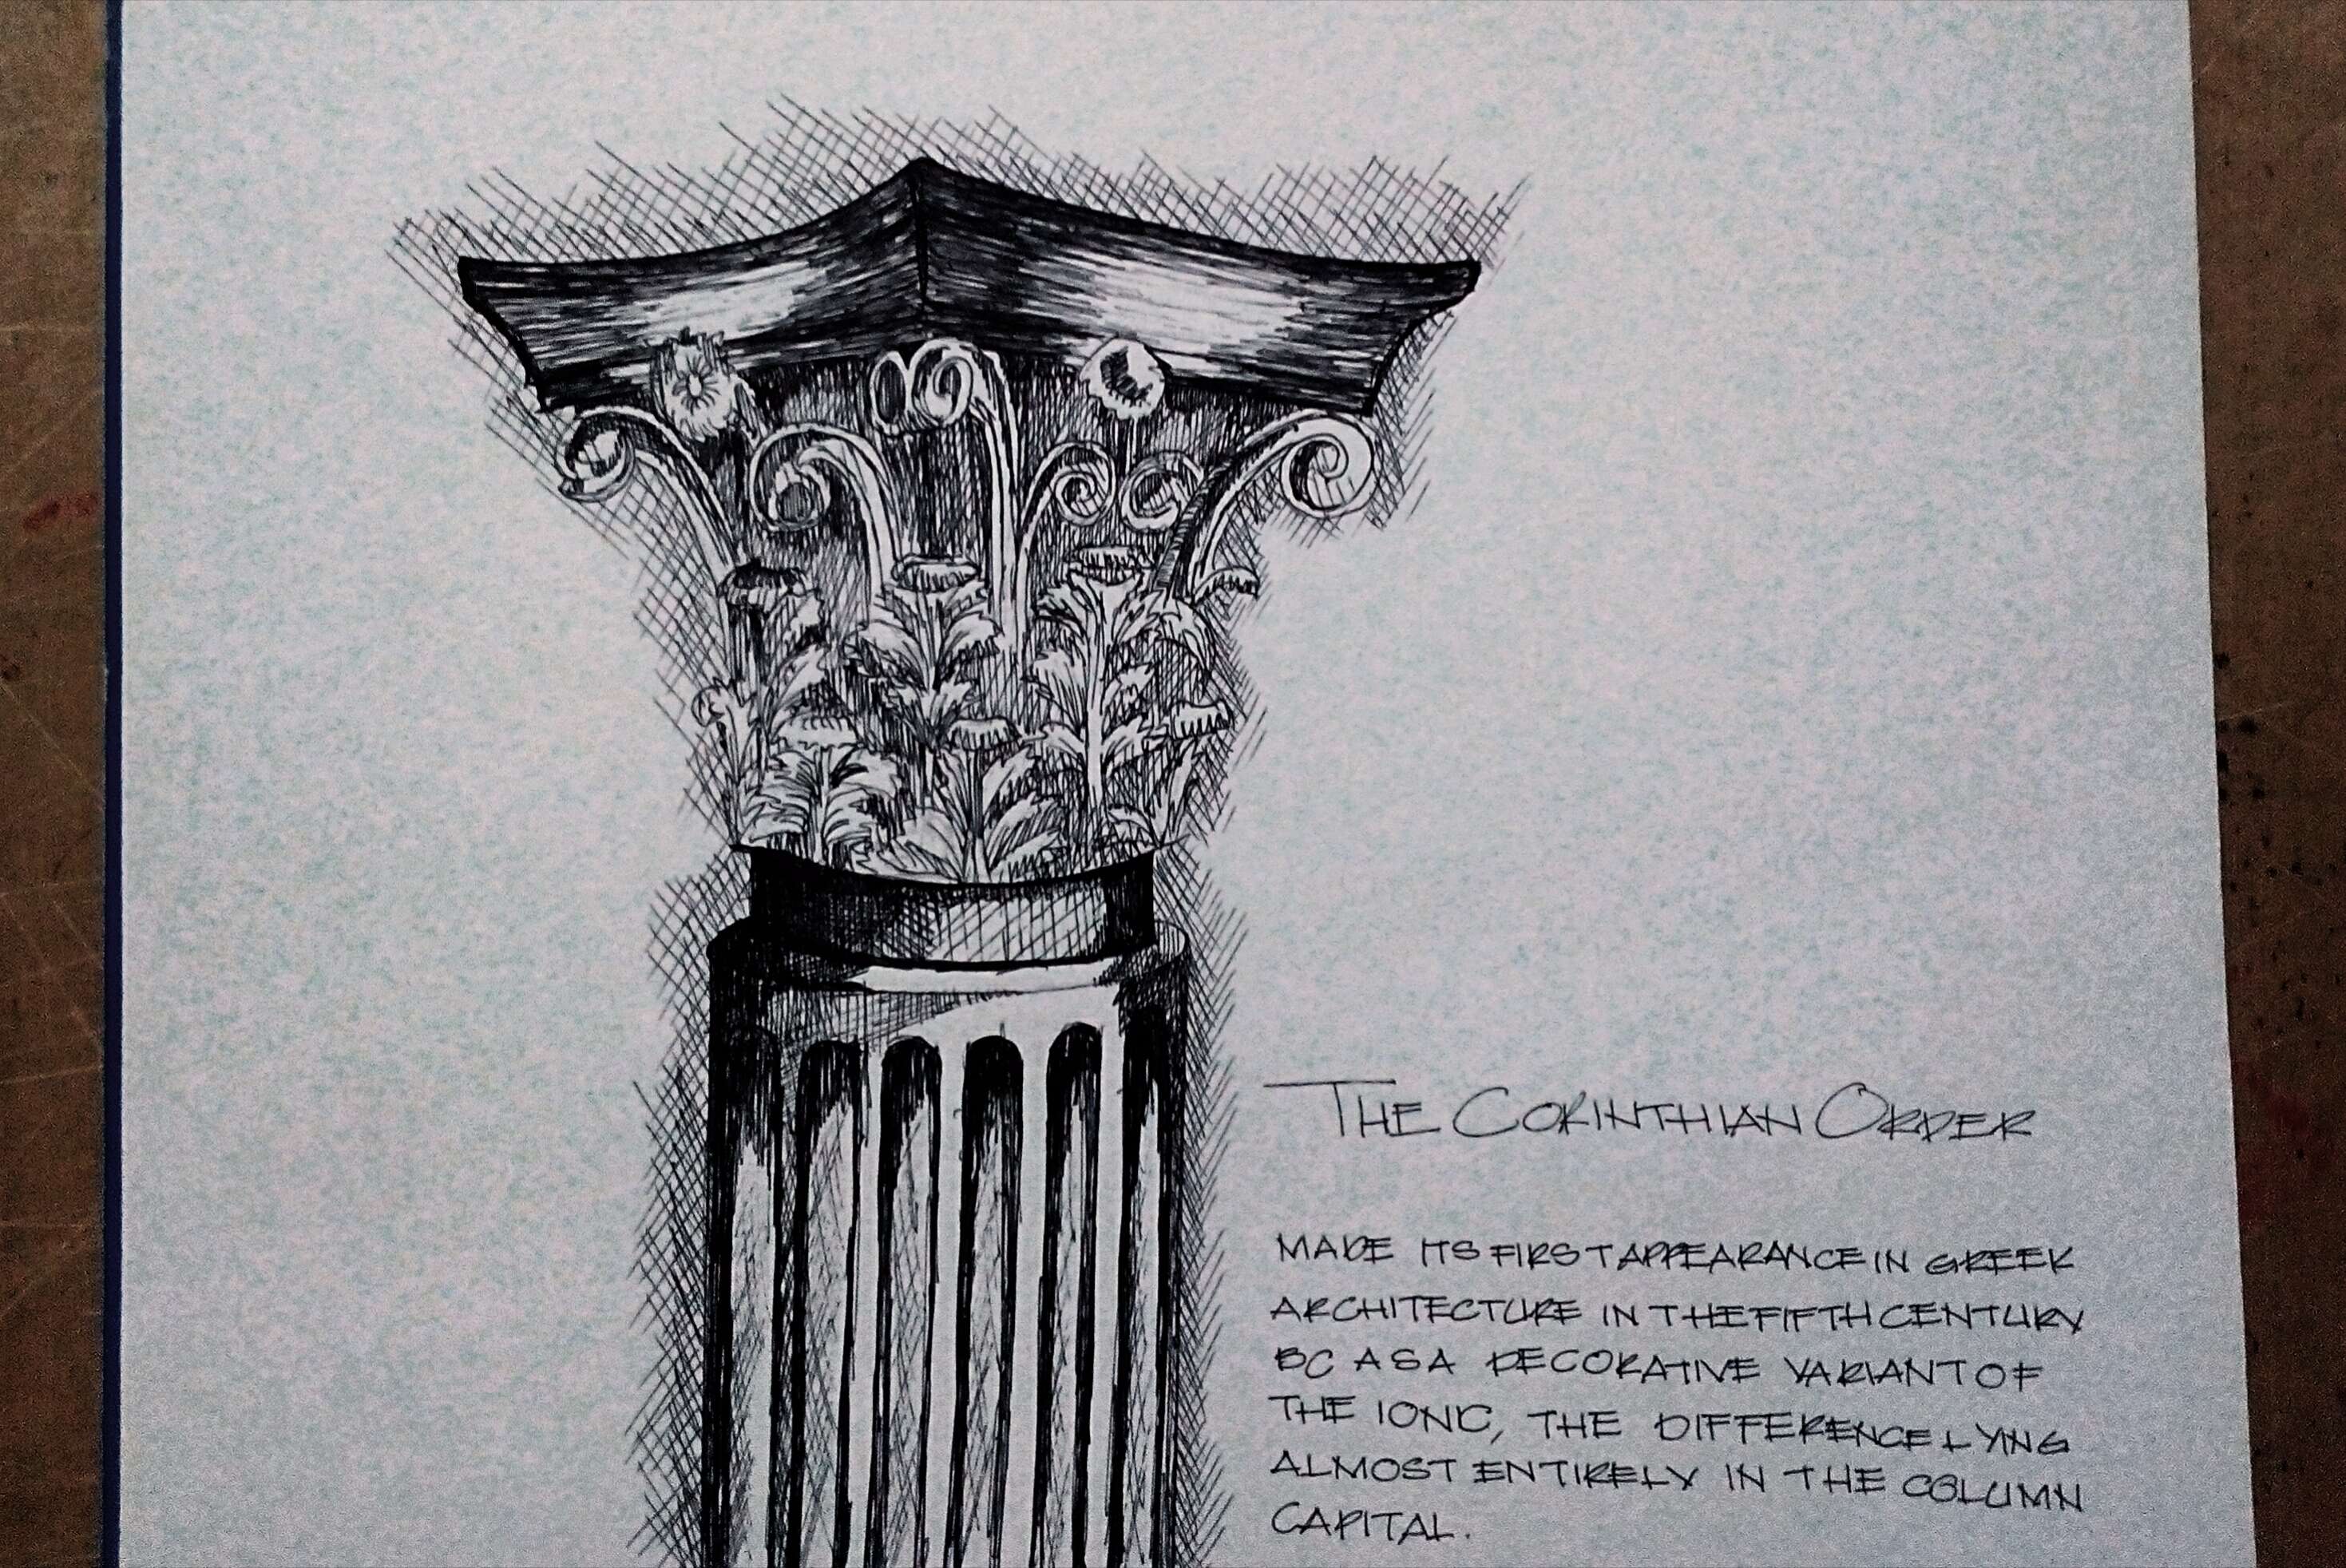 THE CORINTHIAN ORDER
MADE ITS FIRST APPEARANCE IN GREEK
ARCHITECTURE IN THE FIFTH CENTURY
BC AS A DECORATIVE VARIANT OF
THE IONIC, THE DIFFERENCE LYING
ALMOST ENTIRELY IN THE COLUMN
CAPITAL.